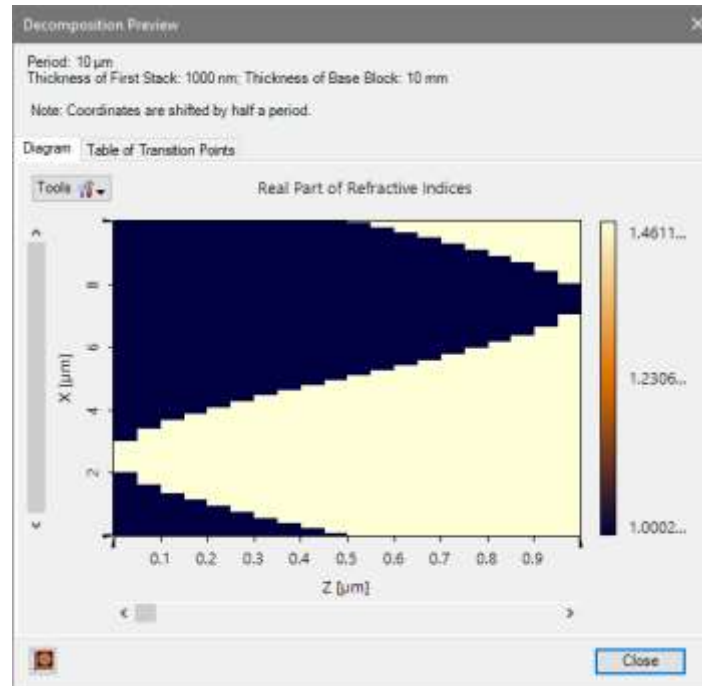 Decomposition Preview
Period: 10 µm
Thickness of First Stack: 1000 nm; Thickness of Base Block: 10 mm
Note: Coordinates are shifted by half a period.
Diagram Table of Transition Points
Tools
Real Part of Refractive Indices
1.4611...
8
6
1.2306...
X [µm]
4
2
1.0002...
0.1 0.2 0.3 0.4 0.5 0.6 0.7 0.8 0.9
Z [µm]
Close